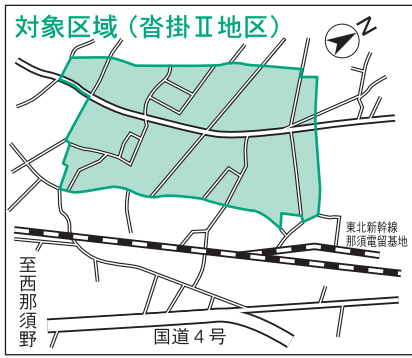 対象区域（沓掛Ⅱ地区）
N
東北新幹線
那須電留基地
至西那須野
国道４号